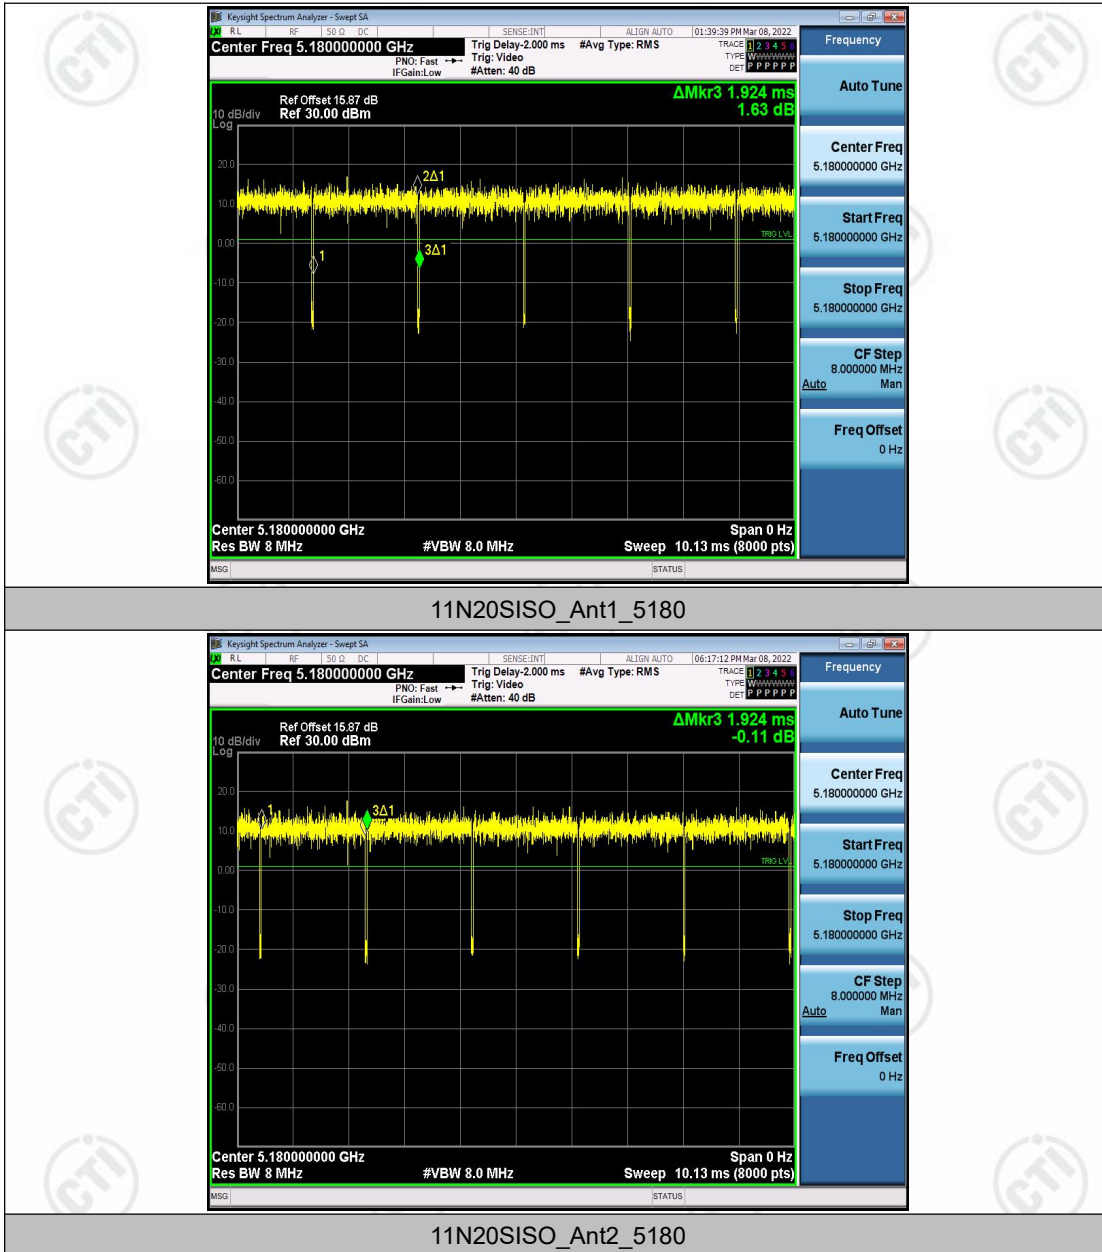 Keysight Spectrum Analyzer - Swept SA
RL RF 50 Ω DC SENSE:INT ALIGN AUTO 01:39:39 PM Mar 08, 2022
Center Freq 5.180000000 GHz
PNO: Fast
IFGain:Low
Trig Delay-2.000 ms
Trig: Video
#Atten: 40 dB
#Avg Type: RMS
TRACE 1 2 3 4 5 6
TYPE W
DET P P P P P P
ΔMkr3 1.924 ms
1.63 dB
Ref Offset 15.87 dB
10 dB/div Ref 30.00 dBm
Log
20.0
10.0
0.00
-10.0
-20.0
-30.0
-40.0
-50.0
-60.0
2Δ1
TRIG LVL
1
3Δ1
Center 5.180000000 GHz Span 0 Hz
Res BW 8 MHz #VBW 8.0 MHz Sweep 10.13 ms (8000 pts)
MSG STATUS
Frequency
Auto Tune
Center Freq
5.180000000 GHz
Start Freq
5.180000000 GHz
Stop Freq
5.180000000 GHz
CF Step
8.000000 MHz
Auto Man
Freq Offset
0 Hz
11N20SISO_Ant1_5180
Keysight Spectrum Analyzer - Swept SA
RL RF 50 Ω DC SENSE:INT ALIGN AUTO 06:17:12 PM Mar 08, 2022
Center Freq 5.180000000 GHz
PNO: Fast
IFGain:Low
Trig Delay-2.000 ms
Trig: Video
#Atten: 40 dB
#Avg Type: RMS
TRACE 1 2 3 4 5 6
TYPE W
DET P P P P P P
ΔMkr3 1.924 ms
-0.11 dB
Ref Offset 15.87 dB
10 dB/div Ref 30.00 dBm
Log
20.0
10.0
0.00
-10.0
-20.0
-30.0
-40.0
-50.0
-60.0
1
3Δ1
TRIG LVL
Center 5.180000000 GHz Span 0 Hz
Res BW 8 MHz #VBW 8.0 MHz Sweep 10.13 ms (8000 pts)
MSG STATUS
Frequency
Auto Tune
Center Freq
5.180000000 GHz
Start Freq
5.180000000 GHz
Stop Freq
5.180000000 GHz
CF Step
8.000000 MHz
Auto Man
Freq Offset
0 Hz
11N20SISO_Ant2_5180
CTI
CTI
CTI
CTI
CTI
CTI
CTI
CTI